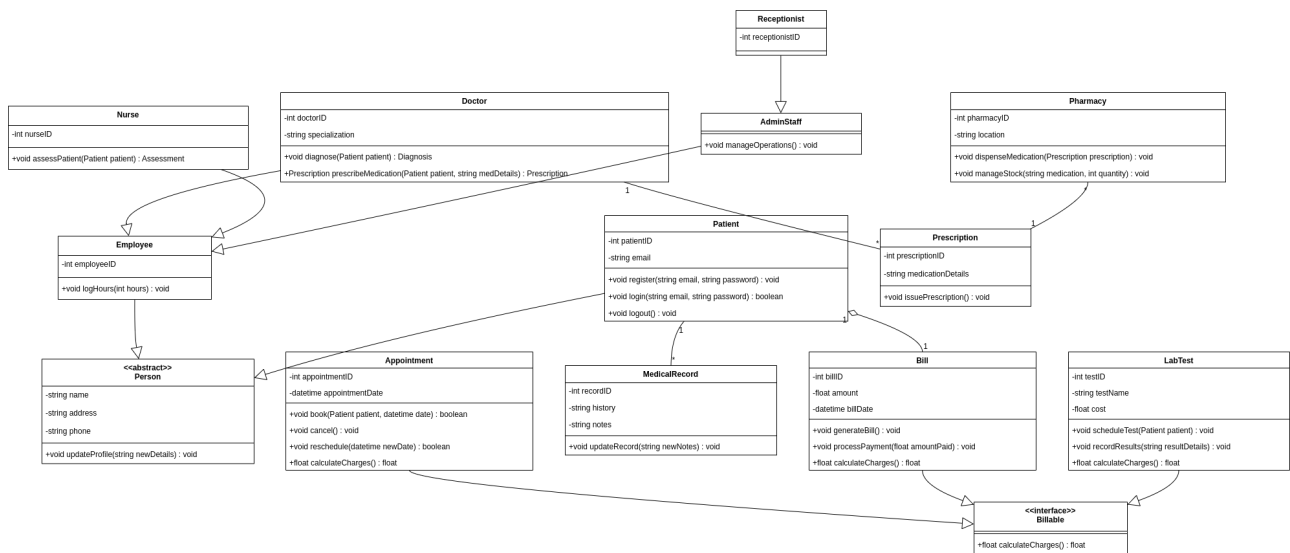 Receptionist
-int receptionistID
Nurse
-int nurseID
+void assessPatient(Patient patient) : Assessment
Doctor
-int doctorID
-string specialization
+void diagnose(Patient patient) : Diagnosis
+Prescription prescribeMedication(Patient patient, string medDetails) : Prescription
AdminStaff
+void manageOperations() : void
Pharmacy
-int pharmacyID
-string location
+void dispenseMedication(Prescription prescription) : void
+void manageStock(string medication, int quantity) : void
1
*
1
*
Employee
-int employeeID
+void logHours(int hours) : void
Patient
-int patientID
-string email
+void register(string email, string password) : void
+void login(string email, string password) : boolean
+void logout() : void
Prescription
-int prescriptionID
-string medicationDetails
+void issuePrescription() : void
1
*
1
1
<<abstract>>
Person
-string name
-string address
-string phone
+void updateProfile(string newDetails) : void
Appointment
-int appointmentID
-datetime appointmentDate
+void book(Patient patient, datetime date) : boolean
+void cancel() : void
+void reschedule(datetime newDate) : boolean
+float calculateCharges() : float
MedicalRecord
-int recordID
-string history
-string notes
+void updateRecord(string newNotes) : void
Bill
-int billID
-float amount
-datetime billDate
+void generateBill() : void
+void processPayment(float amountPaid) : void
+float calculateCharges() : float
LabTest
-int testID
-string testName
-float cost
+void scheduleTest(Patient patient) : void
+void recordResults(string resultDetails) : void
+float calculateCharges() : float
<<interface>>
Billable
+float calculateCharges() : float